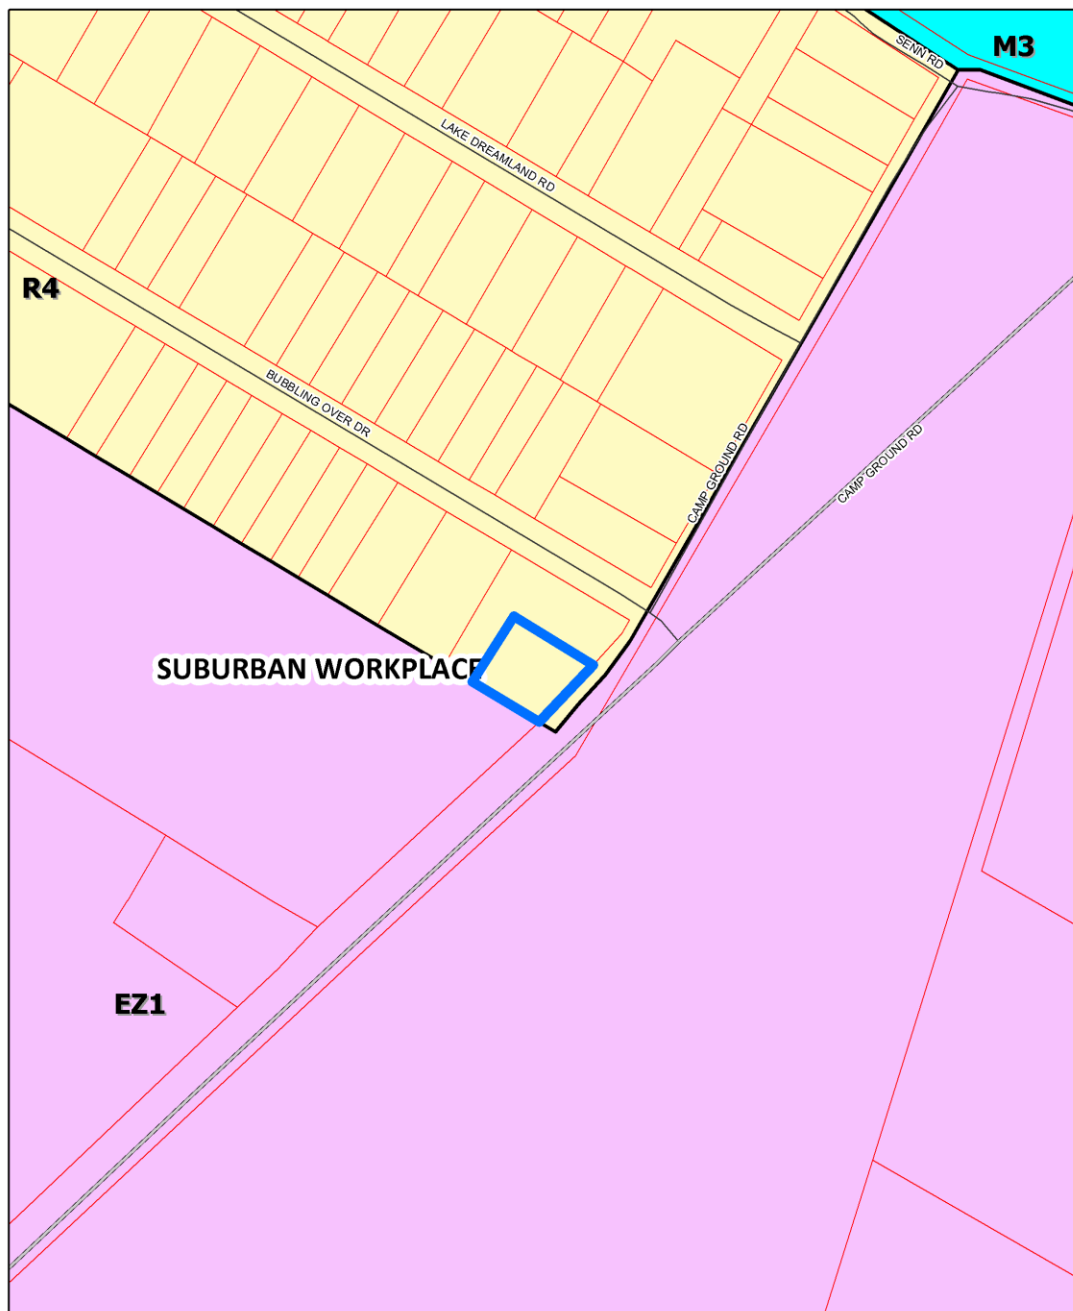 M3
SENN RD
LAKE DREAMLAND RD
R4
BUBBLING OVER DR
CAMP GROUND RD
CAMP GROUND RD
SUBURBAN WORKPLACE
EZ1